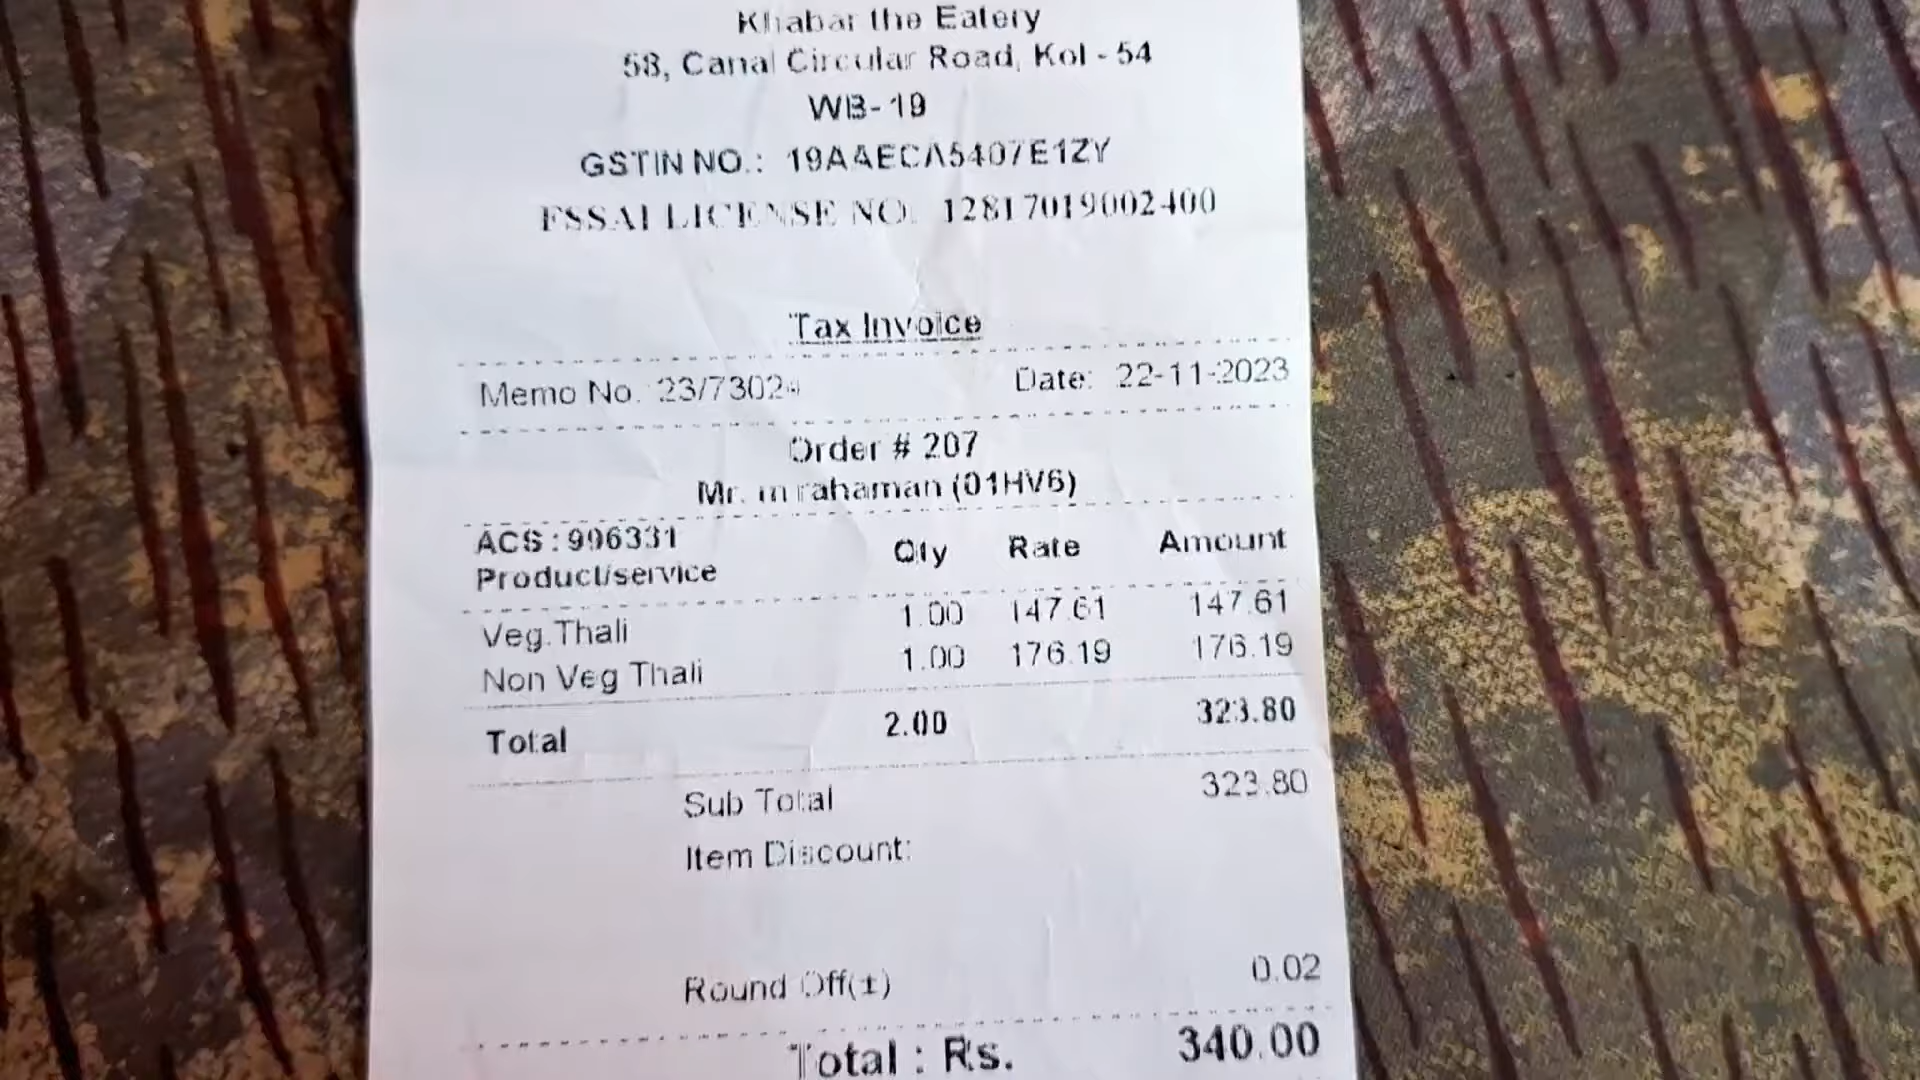 Khabar the Eatery
58, Canal Circular Road, Kol - 54
WB- 19
GSTIN NO.: 19AAECA5407E1ZY
FSSAI LICENSE NO. 12817019002400
Tax Invoice
Memo No. Date: 22-11-2023
Order # 207
Mr. m rahaman (01HV6)
ACS : 996331
Product/service Qty Rate Amount
Veg.Thali 1.00 147.61 147.61
Non Veg Thali 1.00 176.19 176.19
Total 2.00 323.80
Sub Total 323.80
Item Discount:
Round Off(±) 0.02
Total : Rs. 340.00